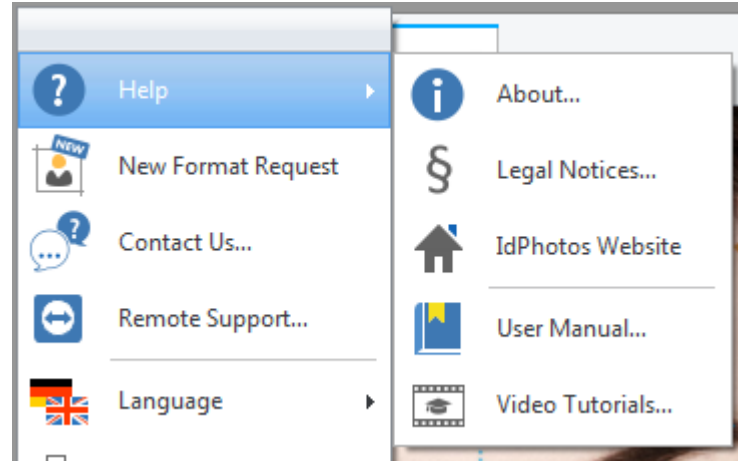 Help
NEW
New Format Request
Contact Us...
Remote Support...
Language
About...
Legal Notices...
IdPhotos Website
User Manual...
Video Tutorials...